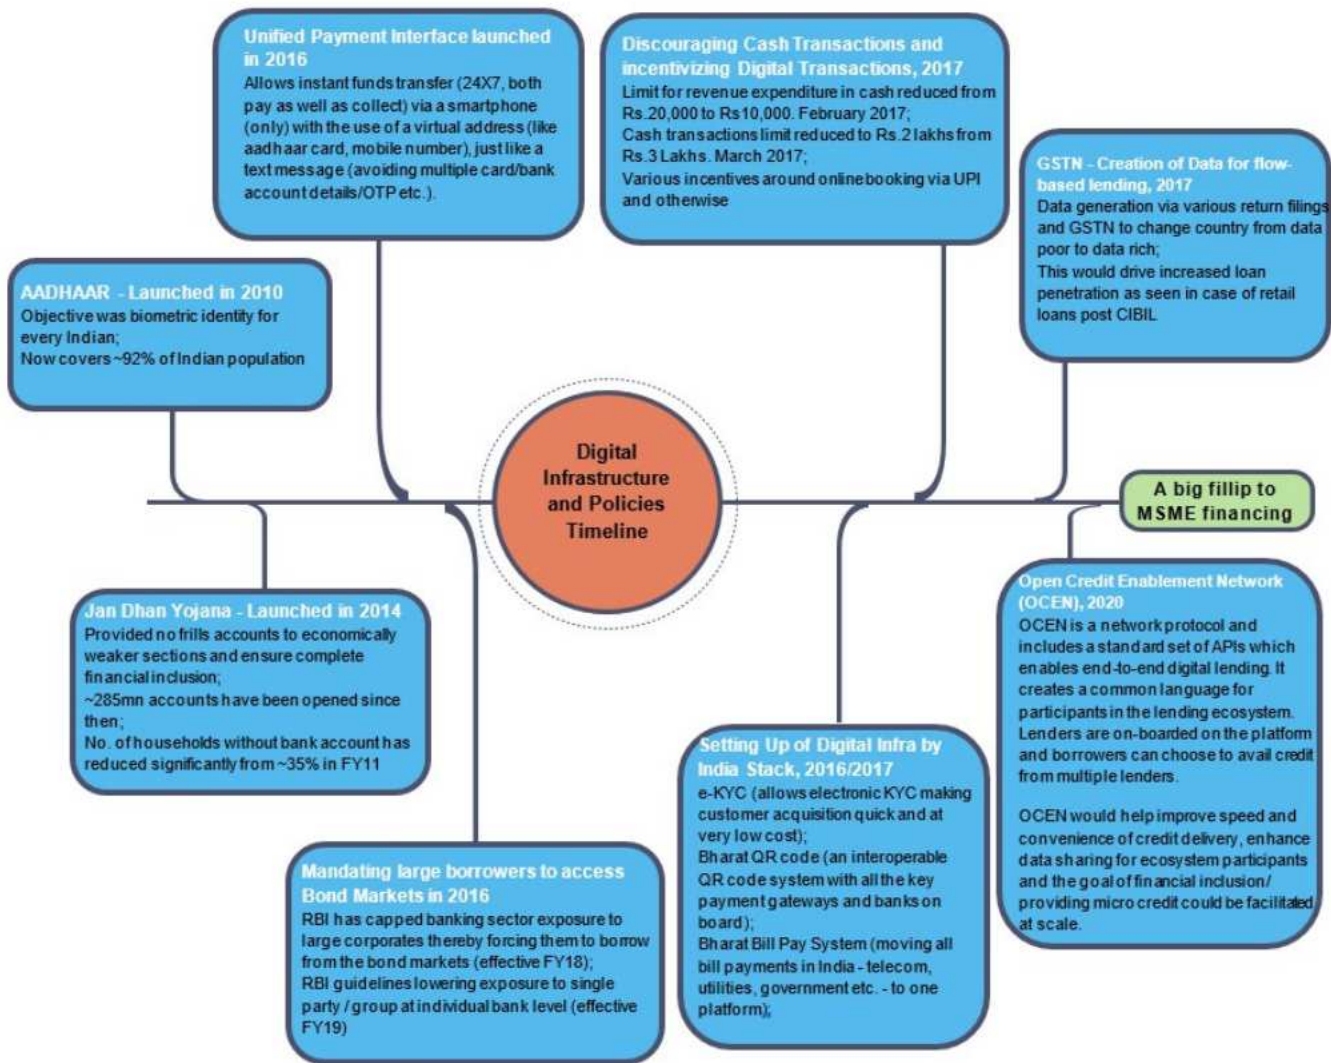 Unified Payment Interface launched
in 2016
Allows instant funds transfer (24X7, both
pay as well as collect) via a smartphone
(only) with the use of a virtual address (like
aadhaar card, mobile number), just like a
text message (avoiding multiple card/bank
account details/OTP etc.).
Discouraging Cash Transactions and
incentivizing Digital Transactions, 2017
Limit for revenue expenditure in cash reduced from
Rs.20,000 to Rs10,000. February 2017;
Cash transactions limit reduced to Rs.2 lakhs from
Rs.3 Lakhs. March 2017;
Various incentives around online booking via UPI
and otherwise
GSTN - Creation of Data for flow-
based lending, 2017
Data generation via various return filings
and GSTN to change country from data
poor to data rich;
This would drive increased loan
penetration as seen in case of retail
loans post CIBIL
AADHAAR - Launched in 2010
Objective was biometric identity for
every Indian;
Now covers ~92% of Indian population
Digital
Infrastructure
and Policies
Timeline
A big fillip to
MSME financing
Jan Dhan Yojana - Launched in 2014
Provided no frills accounts to economically
weaker sections and ensure complete
financial inclusion;
~285mn accounts have been opened since
then;
No. of households without bank account has
reduced significantly from ~35% in FY11
Mandating large borrowers to access
Bond Markets in 2016
RBI has capped banking sector exposure to
large corporates thereby forcing them to borrow
from the bond markets (effective FY18);
RBI guidelines lowering exposure to single
party / group at individual bank level (effective
FY19)
Setting Up of Digital Infra by
India Stack, 2016/2017
e-KYC (allows electronic KYC making
customer acquisition quick and at
very low cost);
Bharat QR code (an interoperable
QR code system with all the key
payment gateways and banks on
board);
Bharat Bill Pay System (moving all
bill payments in India - telecom,
utilities, government etc. - to one
platform);
Open Credit Enablement Network
(OCEN), 2020
OCEN is a network protocol and
includes a standard set of APIs which
enables end-to-end digital lending. It
creates a common language for
participants in the lending ecosystem.
Lenders are on-boarded on the platform
and borrowers can choose to avail credit
from multiple lenders.
OCEN would help improve speed and
convenience of credit delivery, enhance
data sharing for ecosystem participants
and the goal of financial inclusion/
providing micro credit could be facilitated
at scale.